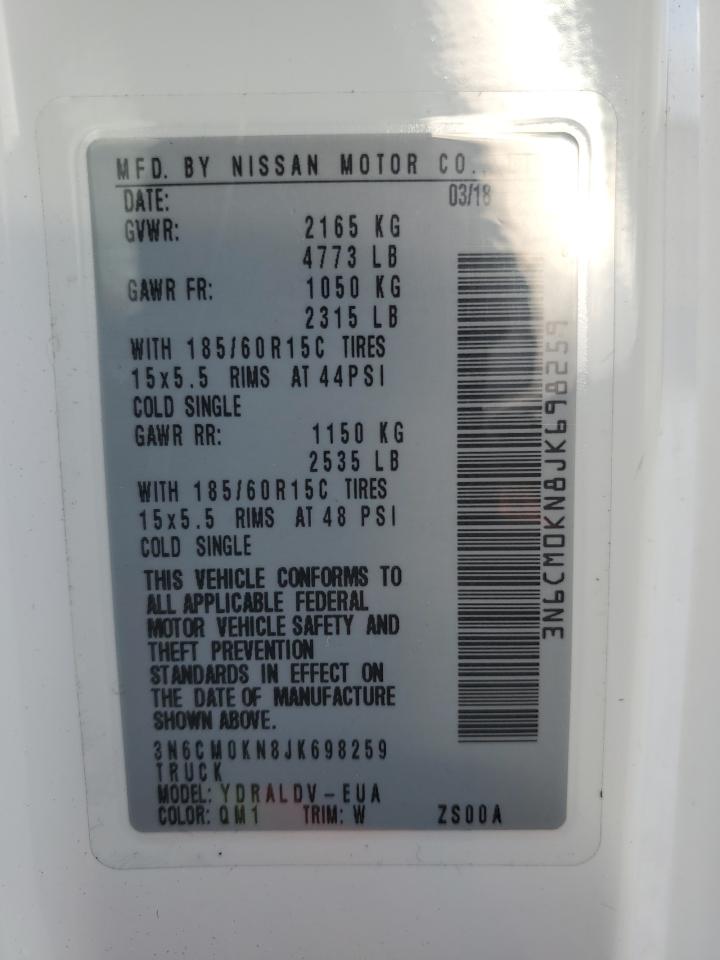 MFD. BY NISSAN MOTOR CO.,
DATE: 03/18
GVWR: 2165 KG
4773 LB
GAWR FR: 1050 KG
2315 LB
WITH 185/60R15C TIRES
15x5.5 RIMS AT 44PSI
COLD SINGLE
GAWR RR: 1150 KG
2535 LB
WITH 185/60R15C TIRES
15x5.5 RIMS AT 48 PSI
COLD SINGLE
THIS VEHICLE CONFORMS TO
ALL APPLICABLE FEDERAL
MOTOR VEHICLE SAFETY AND
THEFT PREVENTION
STANDARDS IN EFFECT ON
THE DATE OF MANUFACTURE
SHOWN ABOVE.
3N6CM0KN8JK698259
TRUCK
MODEL: YDRALDV-EUA
COLOR: QM1 TRIM: W ZS00A
3N6CM0KN8JK698259